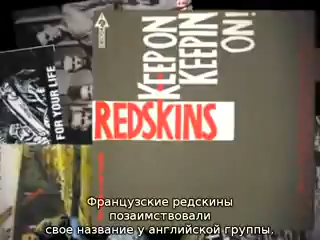 KEEP ON
KEEPIN
ON!
REDSKINS
FOR YOUR LIFE
Французские редскины
позаимствовали
свое название у английской группы.